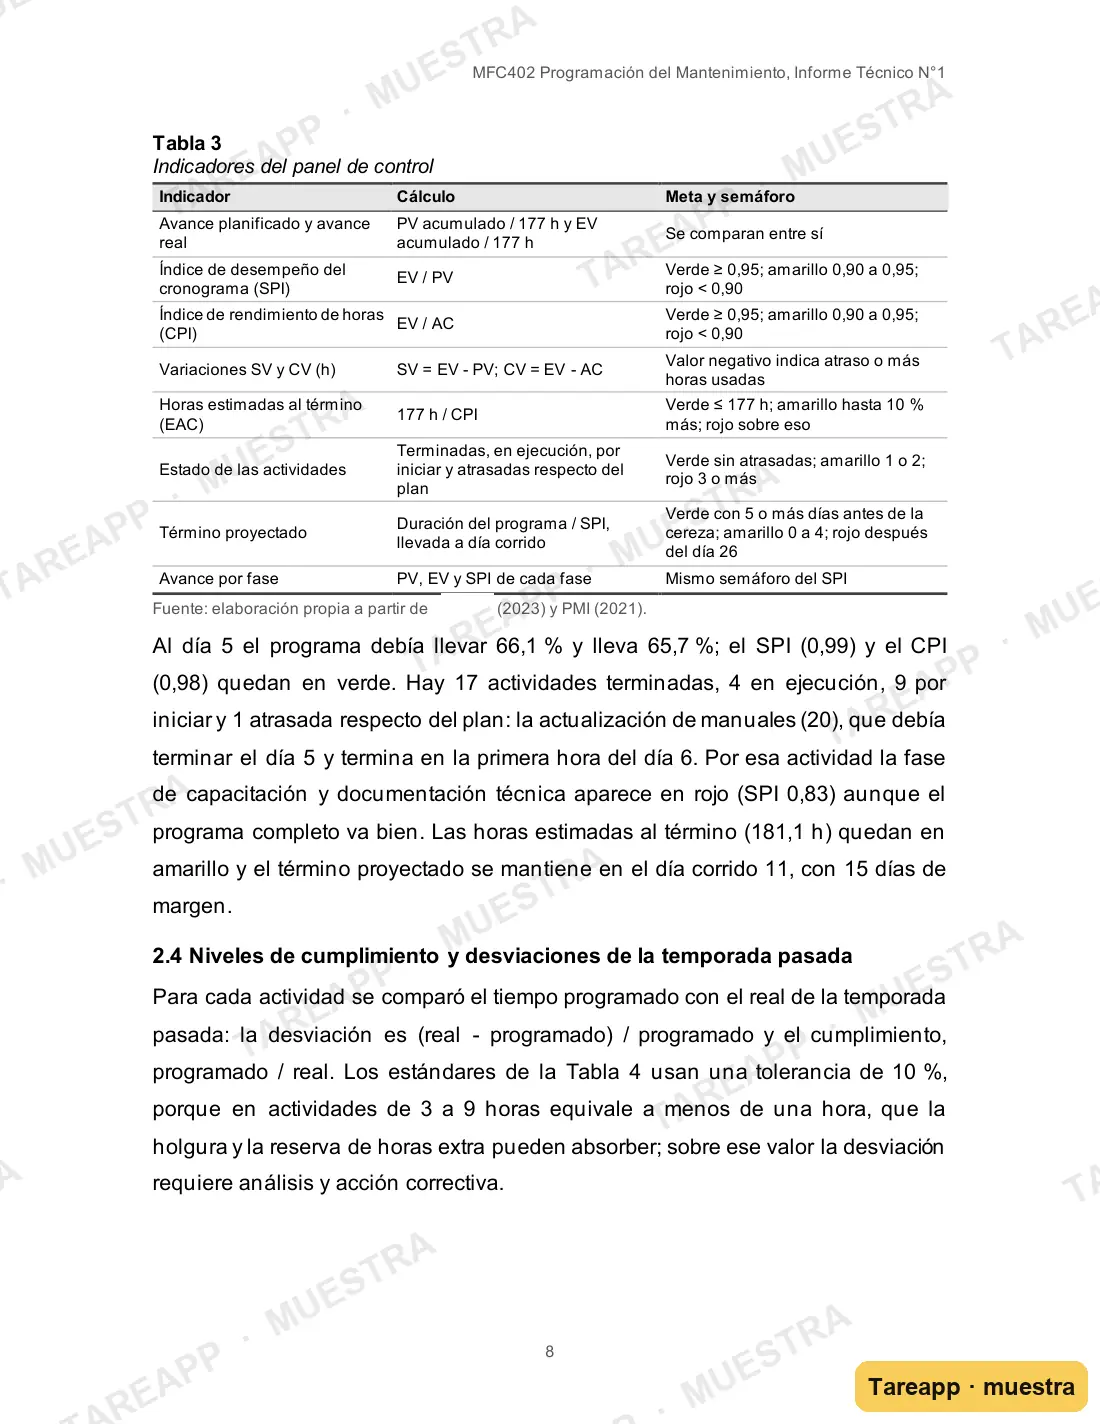 MFC402 Programación del Mantenimiento, Informe Técnico N°1
Tabla 3
Indicadores del panel de control
Indicador Cálculo Meta y semáforo
Avance planificado y avance real PV acumulado / 177 h y EV acumulado / 177 h Se comparan entre sí
Índice de desempeño del cronograma (SPI) EV / PV Verde ≥ 0,95; amarillo 0,90 a 0,95; rojo < 0,90
Índice de rendimiento de horas (CPI) EV / AC Verde ≥ 0,95; amarillo 0,90 a 0,95; rojo < 0,90
Variaciones SV y CV (h) SV = EV - PV; CV = EV - AC Valor negativo indica atraso o más horas usadas
Horas estimadas al término (EAC) 177 h / CPI Verde ≤ 177 h; amarillo hasta 10 % más; rojo sobre eso
Estado de las actividades Terminadas, en ejecución, por iniciar y atrasadas respecto del plan Verde sin atrasadas; amarillo 1 o 2; rojo 3 o más
Término proyectado Duración del programa / SPI, llevada a día corrido Verde con 5 o más días antes de la cereza; amarillo 0 a 4; rojo después del día 26
Avance por fase PV, EV y SPI de cada fase Mismo semáforo del SPI
Fuente: elaboración propia a partir de (2023) y PMI (2021).
Al día 5 el programa debía llevar 66,1 % y lleva 65,7 %; el SPI (0,99) y el CPI
(0,98) quedan en verde. Hay 17 actividades terminadas, 4 en ejecución, 9 por
iniciar y 1 atrasada respecto del plan: la actualización de manuales (20), que debía
terminar el día 5 y termina en la primera hora del día 6. Por esa actividad la fase
de capacitación y documentación técnica aparece en rojo (SPI 0,83) aunque el
programa completo va bien. Las horas estimadas al término (181,1 h) quedan en
amarillo y el término proyectado se mantiene en el día corrido 11, con 15 días de
margen.
2.4 Niveles de cumplimiento y desviaciones de la temporada pasada
Para cada actividad se comparó el tiempo programado con el real de la temporada
pasada: la desviación es (real - programado) / programado y el cumplimiento,
programado / real. Los estándares de la Tabla 4 usan una tolerancia de 10 %,
porque en actividades de 3 a 9 horas equivale a menos de una hora, que la
holgura y la reserva de horas extra pueden absorber; sobre ese valor la desviación
requiere análisis y acción correctiva.
8
Tareapp · muestra
TAREAPP · MUESTRA